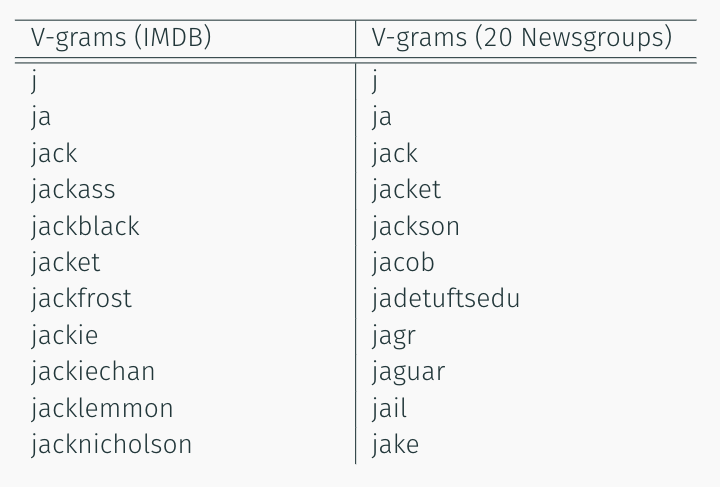 V-grams (IMDB) V-grams (20 Newsgroups)
j j
ja ja
jack jack
jackass jacket
jackblack jackson
jacket jacob
jackfrost jadetuftsedu
jackie jagr
jackiechan jaguar
jacklemmon jail
jacknicholson jake